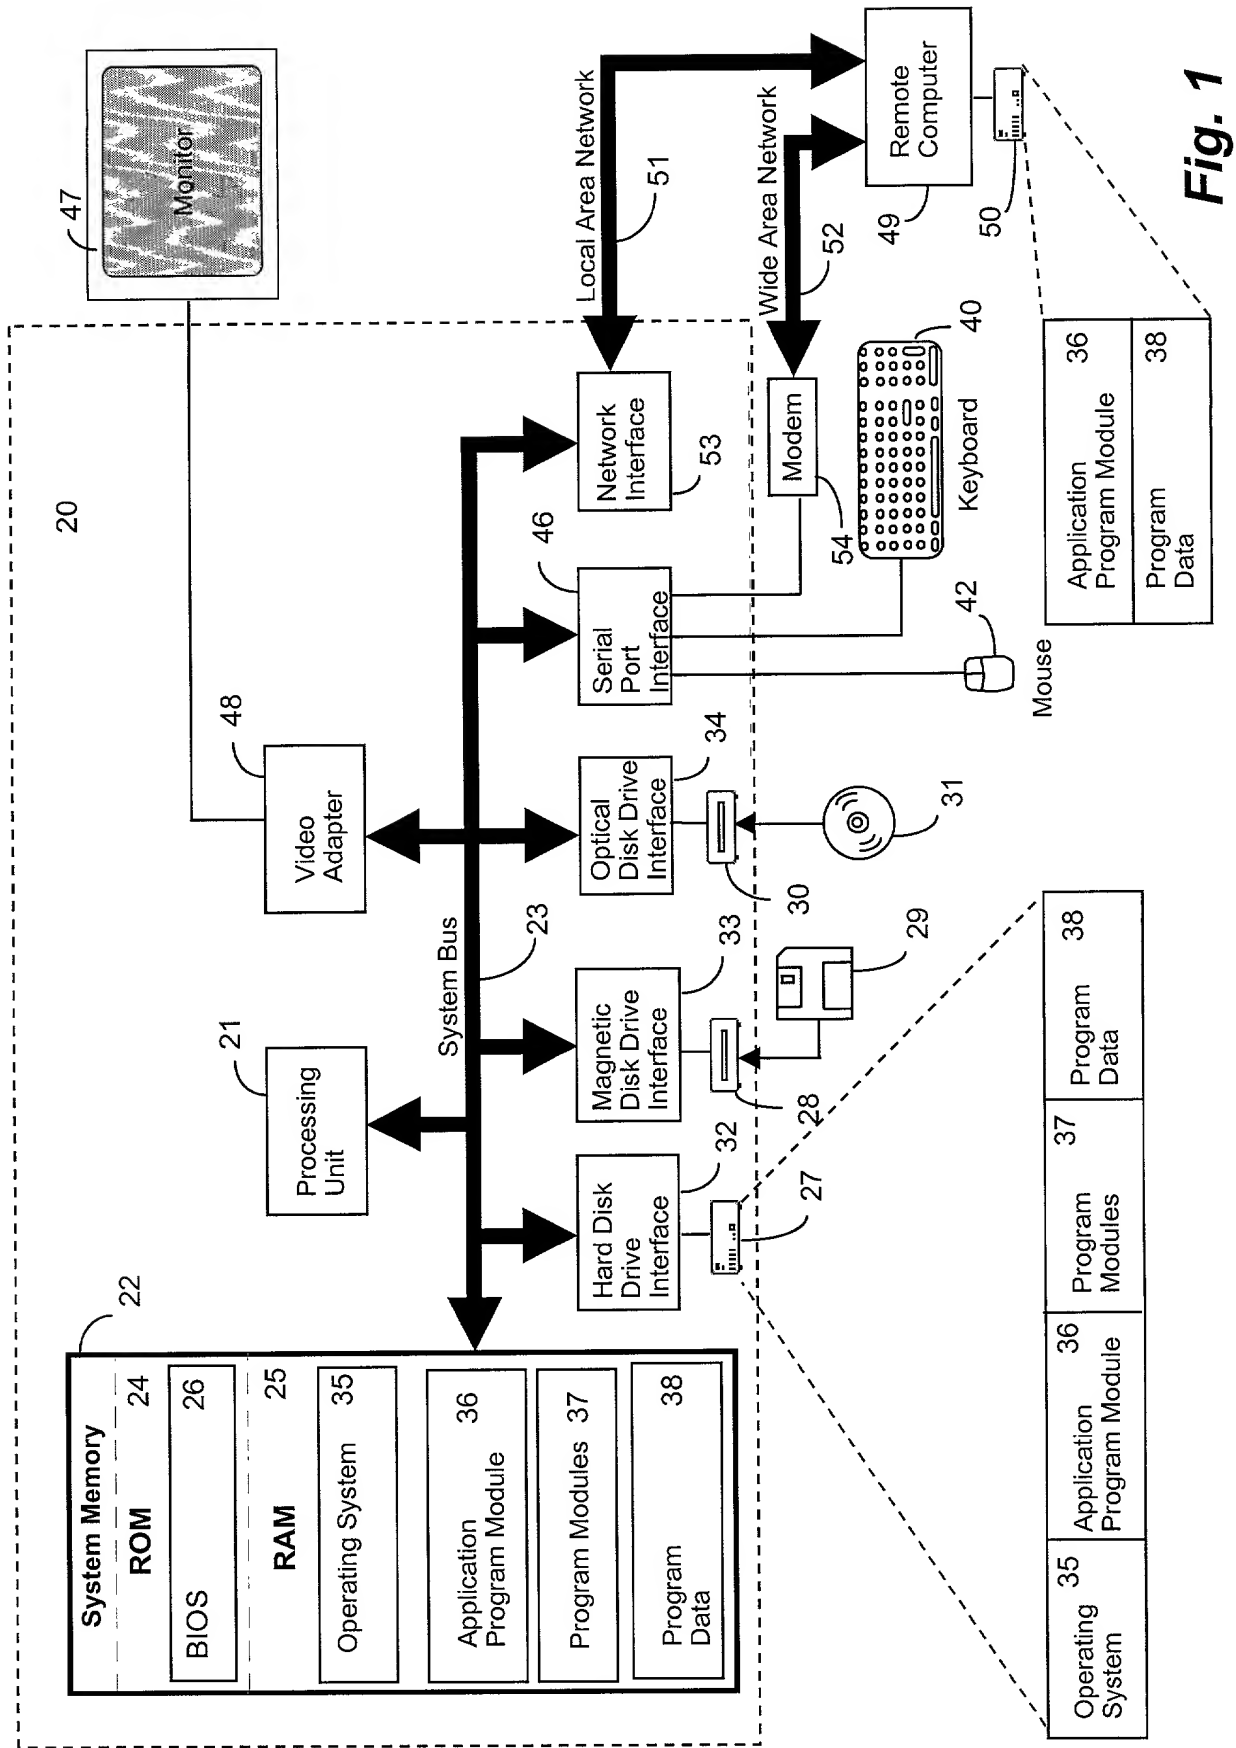 System Memory
ROM 24
BIOS 26
RAM 25
Operating System 35
Application
Program Module
36
Program Modules 37
Program
Data
38
22
Processing
Unit
21
Video
Adapter
48
20
47
Monitor
System Bus
23
Hard Disk
Drive
Interface
32
Magnetic
Disk Drive
Interface
33
Optical
Disk Drive
Interface
34
Serial
Port
Interface
46
Network
Interface
53
Local Area Network
51
27
28
29
30
31
Modem
54
Wide Area Network
52
Mouse
42
Keyboard
40
Remote
Computer
49
50
Operating
System
35
Application
Program Module
36
Program
Modules
37
Program
Data
38
Application
Program Module
36
Program
Data
38
Fig. 1